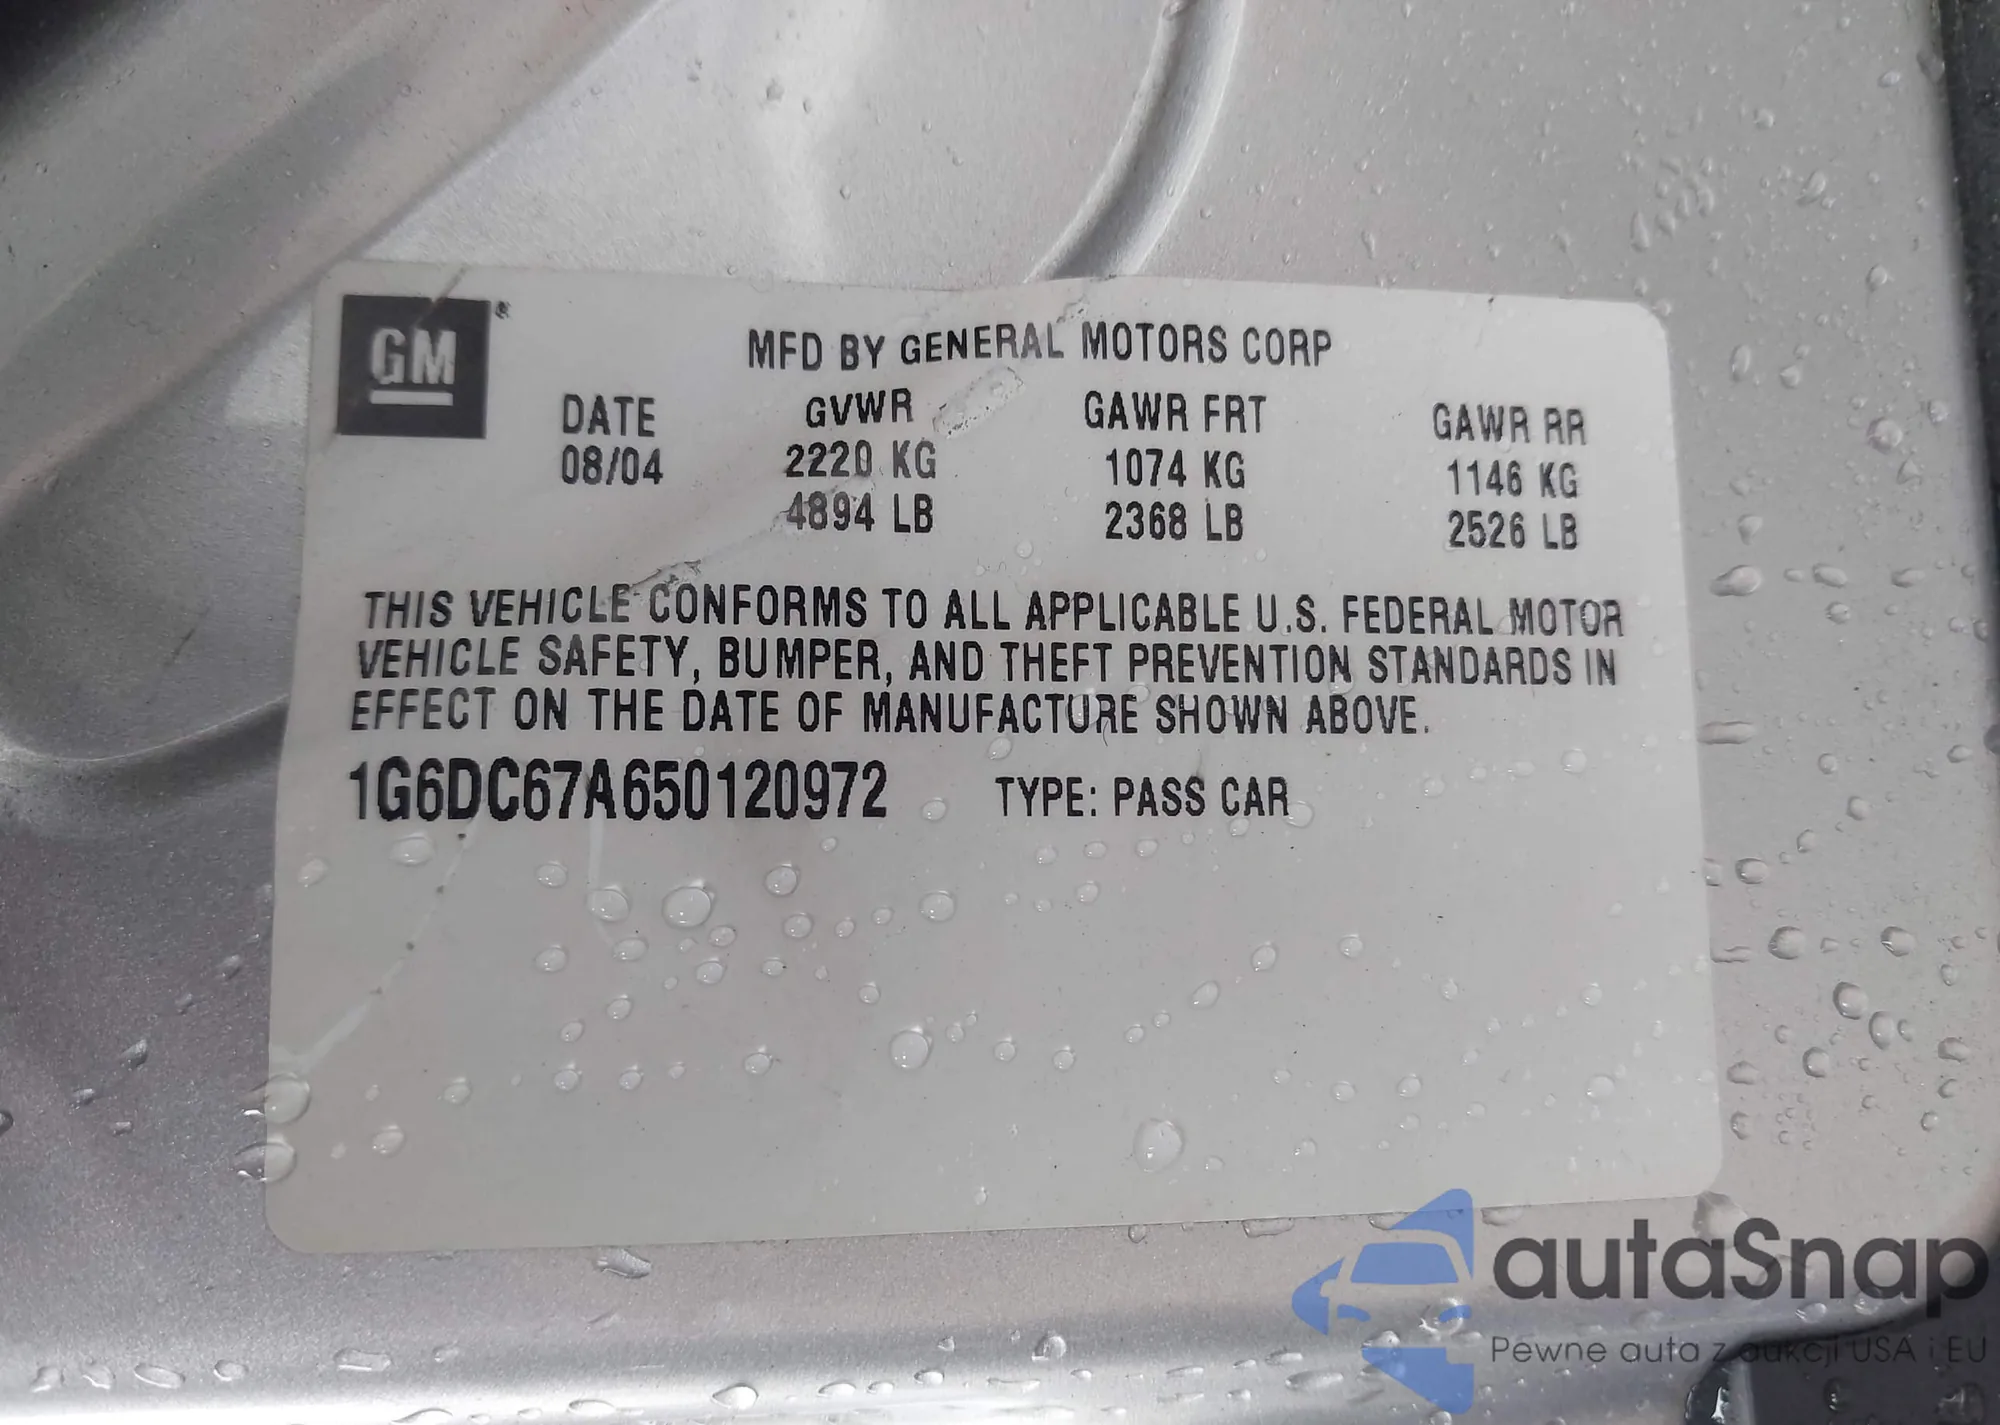 GM®
MFD BY GENERAL MOTORS CORP
DATE GVWR GAWR FRT GAWR RR
08/04 2220 KG 1074 KG 1146 KG
4894 LB 2368 LB 2526 LB
THIS VEHICLE CONFORMS TO ALL APPLICABLE U.S. FEDERAL MOTOR
VEHICLE SAFETY, BUMPER, AND THEFT PREVENTION STANDARDS IN
EFFECT ON THE DATE OF MANUFACTURE SHOWN ABOVE.
1G6DC67A650120972 TYPE: PASS CAR
autaSnap
Pewne auta z aukcji USA i EU